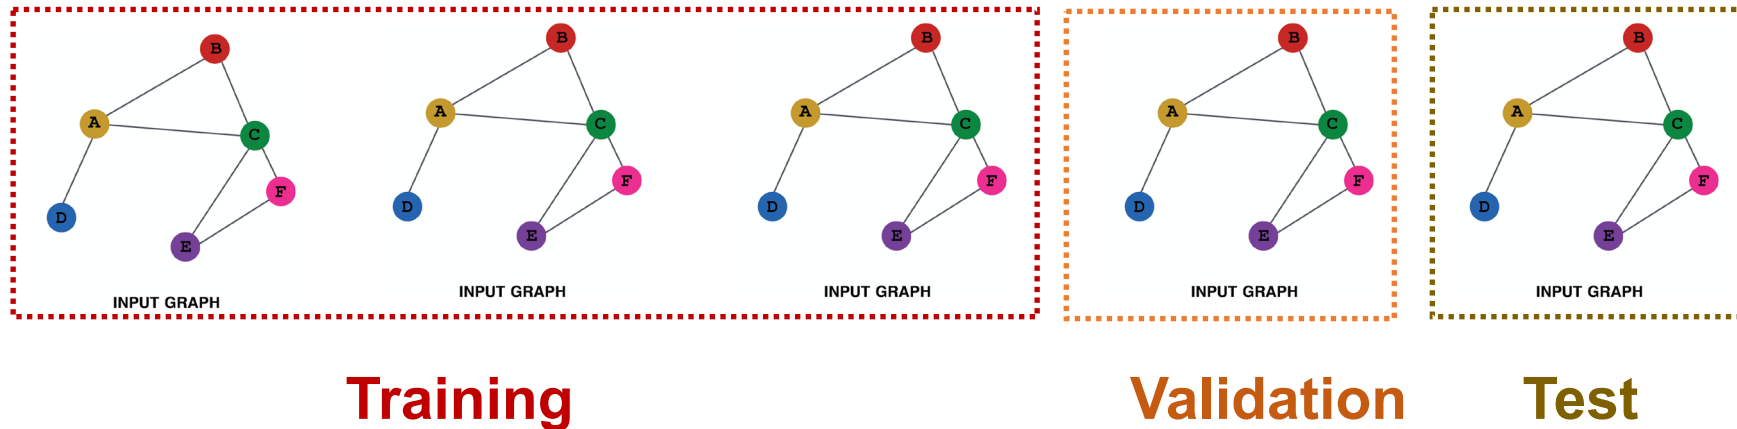 B
A
C
F
D
E
INPUT GRAPH
B
A
C
F
D
E
INPUT GRAPH
B
A
C
F
D
E
INPUT GRAPH
B
A
C
F
D
E
INPUT GRAPH
B
A
C
F
D
E
INPUT GRAPH
Training
Validation
Test